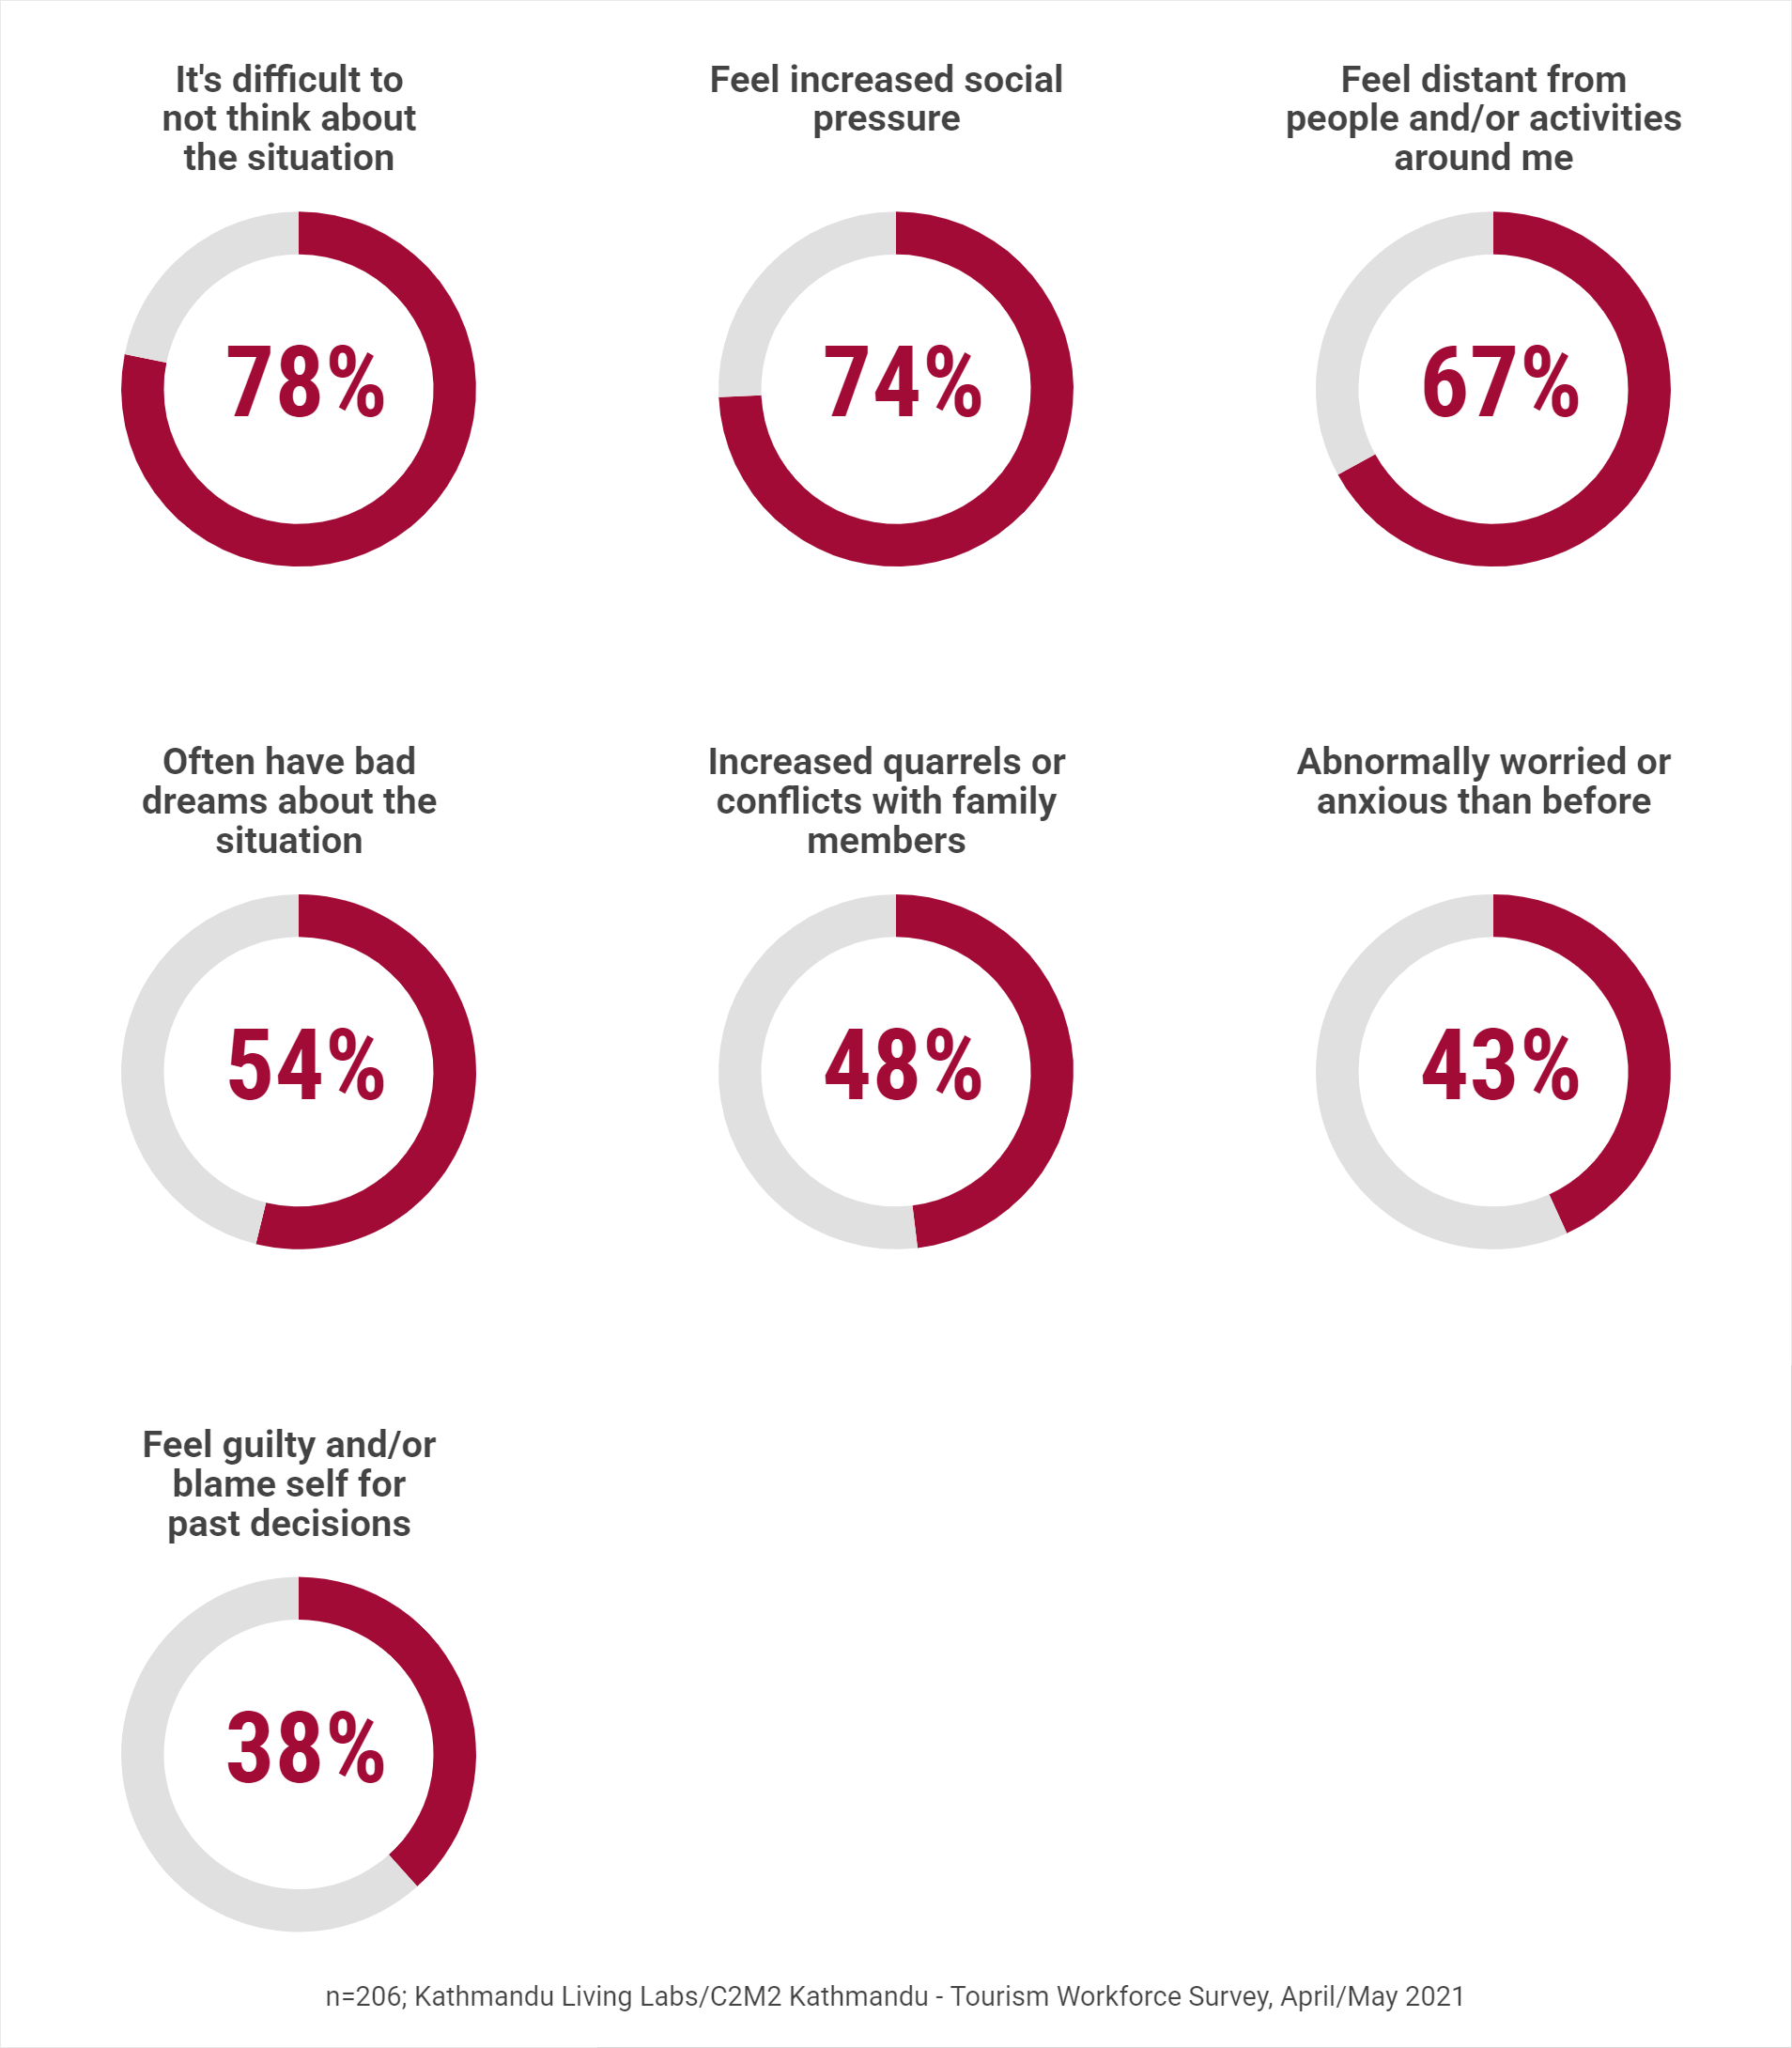 It's difficult to
not think about
the situation
78%
Feel increased social
pressure
74%
Feel distant from
people and/or activities
around me
67%
Often have bad
dreams about the
situation
54%
Increased quarrels or
conflicts with family
members
48%
Abnormally worried or
anxious than before
43%
Feel guilty and/or
blame self for
past decisions
38%
n=206; Kathmandu Living Labs/C2M2 Kathmandu - Tourism Workforce Survey, April/May 2021